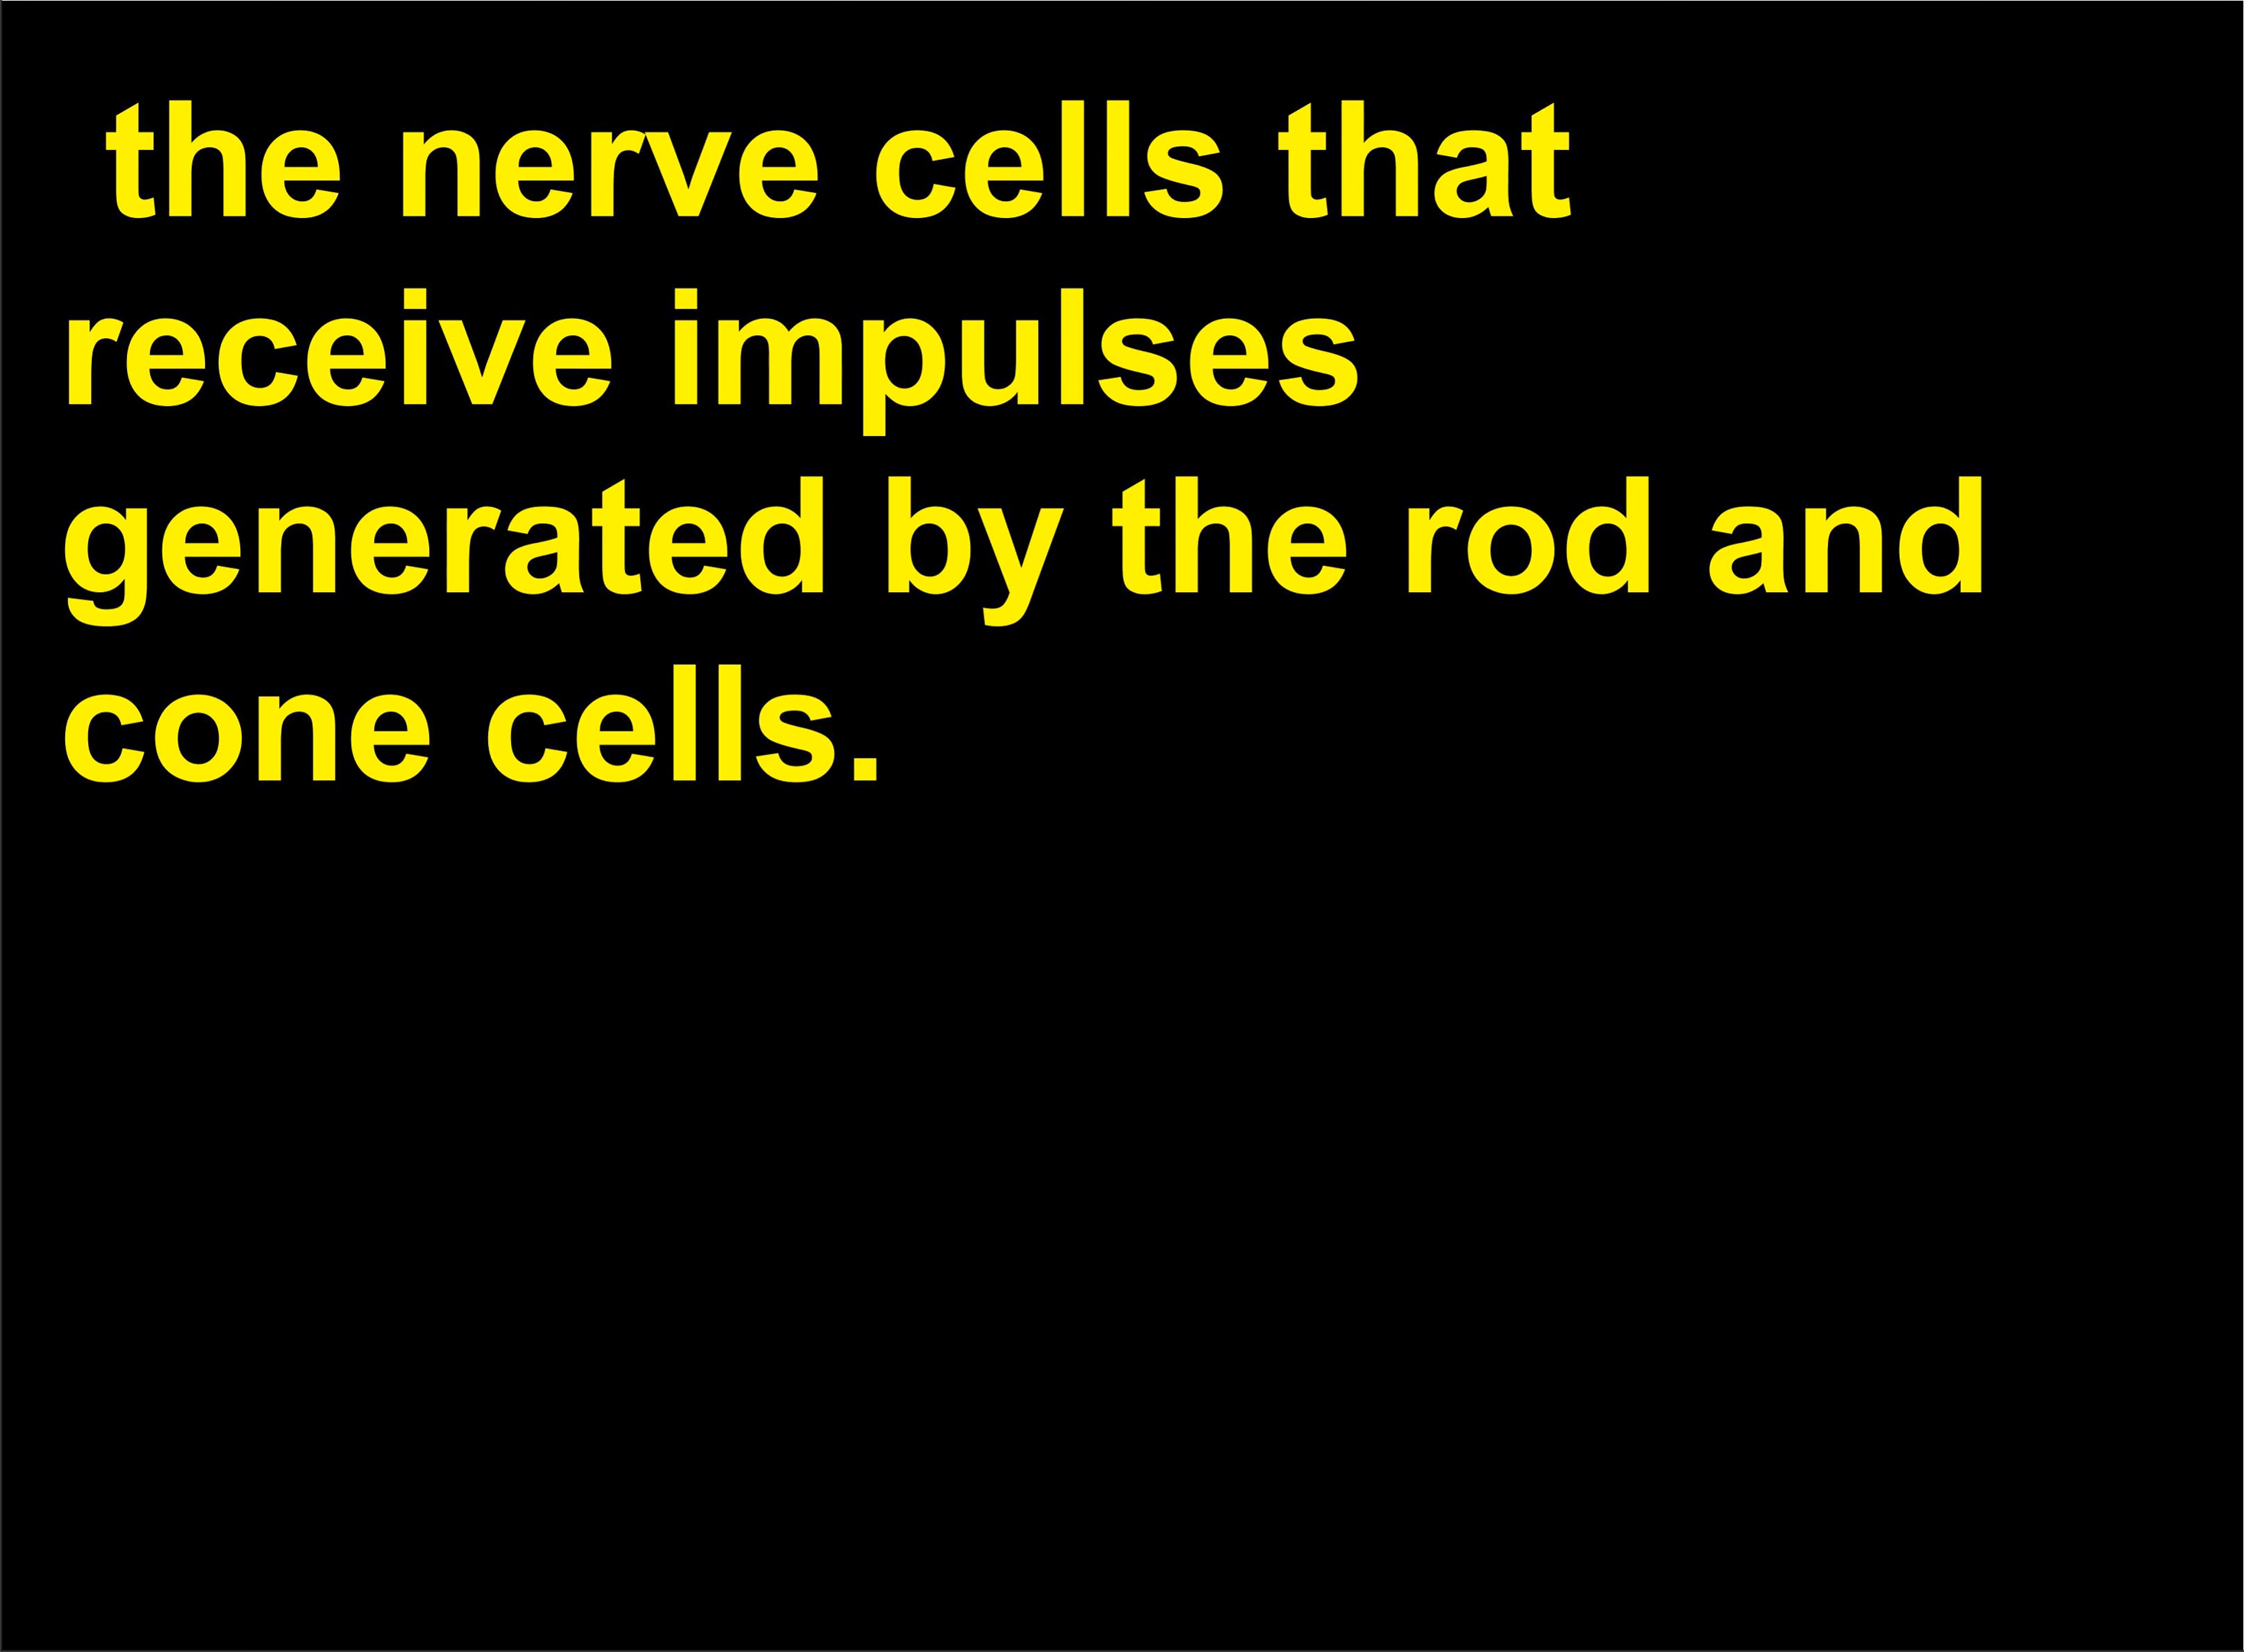 the nerve cells that
receive impulses
generated by the rod and
cone cells.